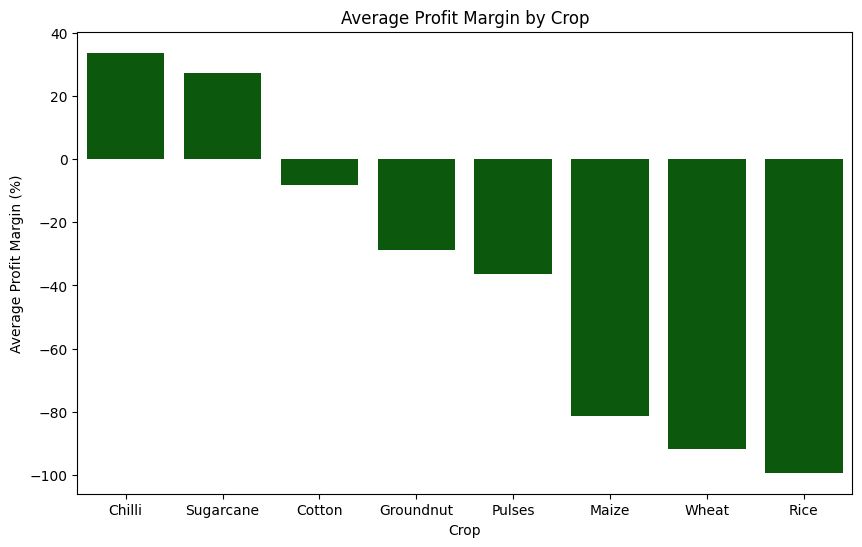 Average Profit Margin by Crop
Average Profit Margin (%)
40
20
0
−20
−40
−60
−80
−100
Chilli Sugarcane Cotton Groundnut Pulses Maize Wheat Rice
Crop